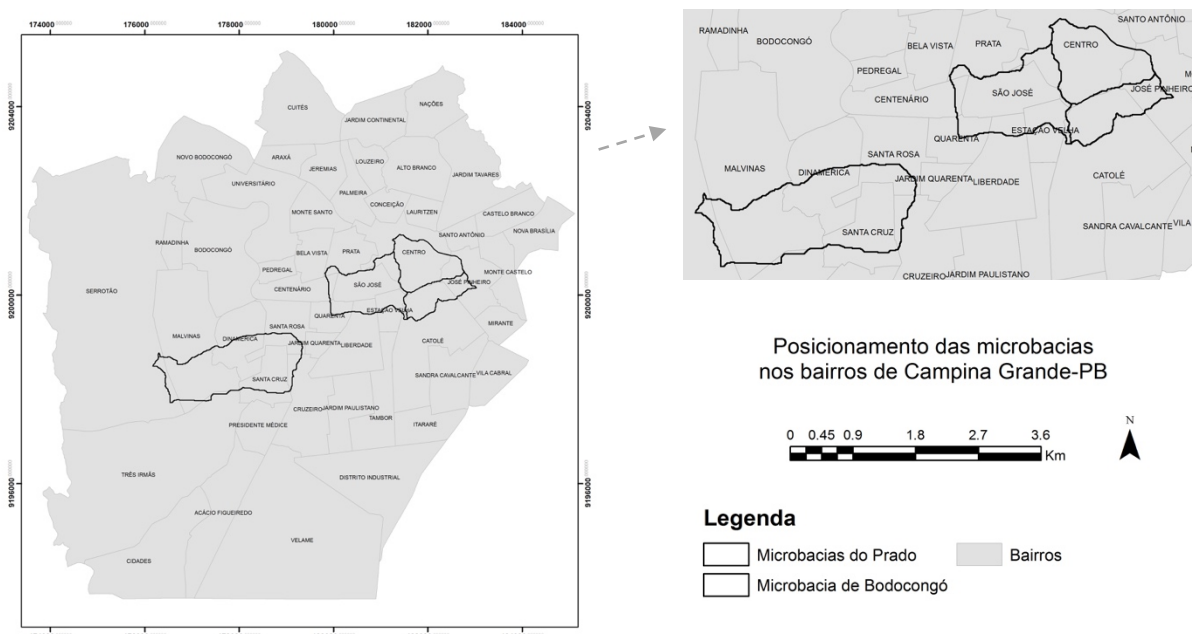 174000 176000 178000 180000 182000 184000
9204000
9200000
9196000
9204000
9200000
9196000
CUITÉS
NAÇÕES
JARDIM CONTINENTAL
NOVO BODOCONGÓ
ARAXÁ
JEREMIAS
LOUZEIRO
ALTO BRANCO
JARDIM TAVARES
UNIVERSITÁRIO
PALMEIRA
CONCEIÇÃO
MONTE SANTO
LAURITZEN
CASTELO BRANCO
NOVA BRASÍLIA
SANTO ANTÔNIO
RAMADINHA
BODOCONGÓ
BELA VISTA
PRATA
CENTRO
PEDREGAL
MONTE CASTELO
SERROTÃO
CENTENÁRIO
SÃO JOSÉ
JOSÉ PINHEIRO
QUARENTA
ESTAÇÃO VELHA
MIRANTE
SANTA ROSA
MALVINAS
DINAMÉRICA
JARDIM QUARENTA
LIBERDADE
CATOLÉ
SANTA CRUZ
SANDRA CAVALCANTE
VILA CABRAL
CRUZEIRO
JARDIM PAULISTANO
TAMBOR
ITARARÉ
PRESIDENTE MÉDICE
TRÊS IRMÃS
DISTRITO INDUSTRIAL
ACÁCIO FIGUEIREDO
VELAME
CIDADES
SANTO ANTÔNIO
RAMADINHA
BODOCONGÓ
BELA VISTA
PRATA
CENTRO
PEDREGAL
CENTENÁRIO
SÃO JOSÉ
JOSÉ PINHEIRO
QUARENTA
ESTAÇÃO VELHA
SANTA ROSA
MALVINAS
DINAMÉRICA
JARDIM QUARENTA
LIBERDADE
CATOLÉ
SANTA CRUZ
SANDRA CAVALCANTE
VILA
CRUZEIRO
JARDIM PAULISTANO
Posicionamento das microbacias
nos bairros de Campina Grande-PB
0 0.45 0.9 1.8 2.7 3.6
Km
N
Legenda
Microbacias do Prado
Bairros
Microbacia de Bodocongó